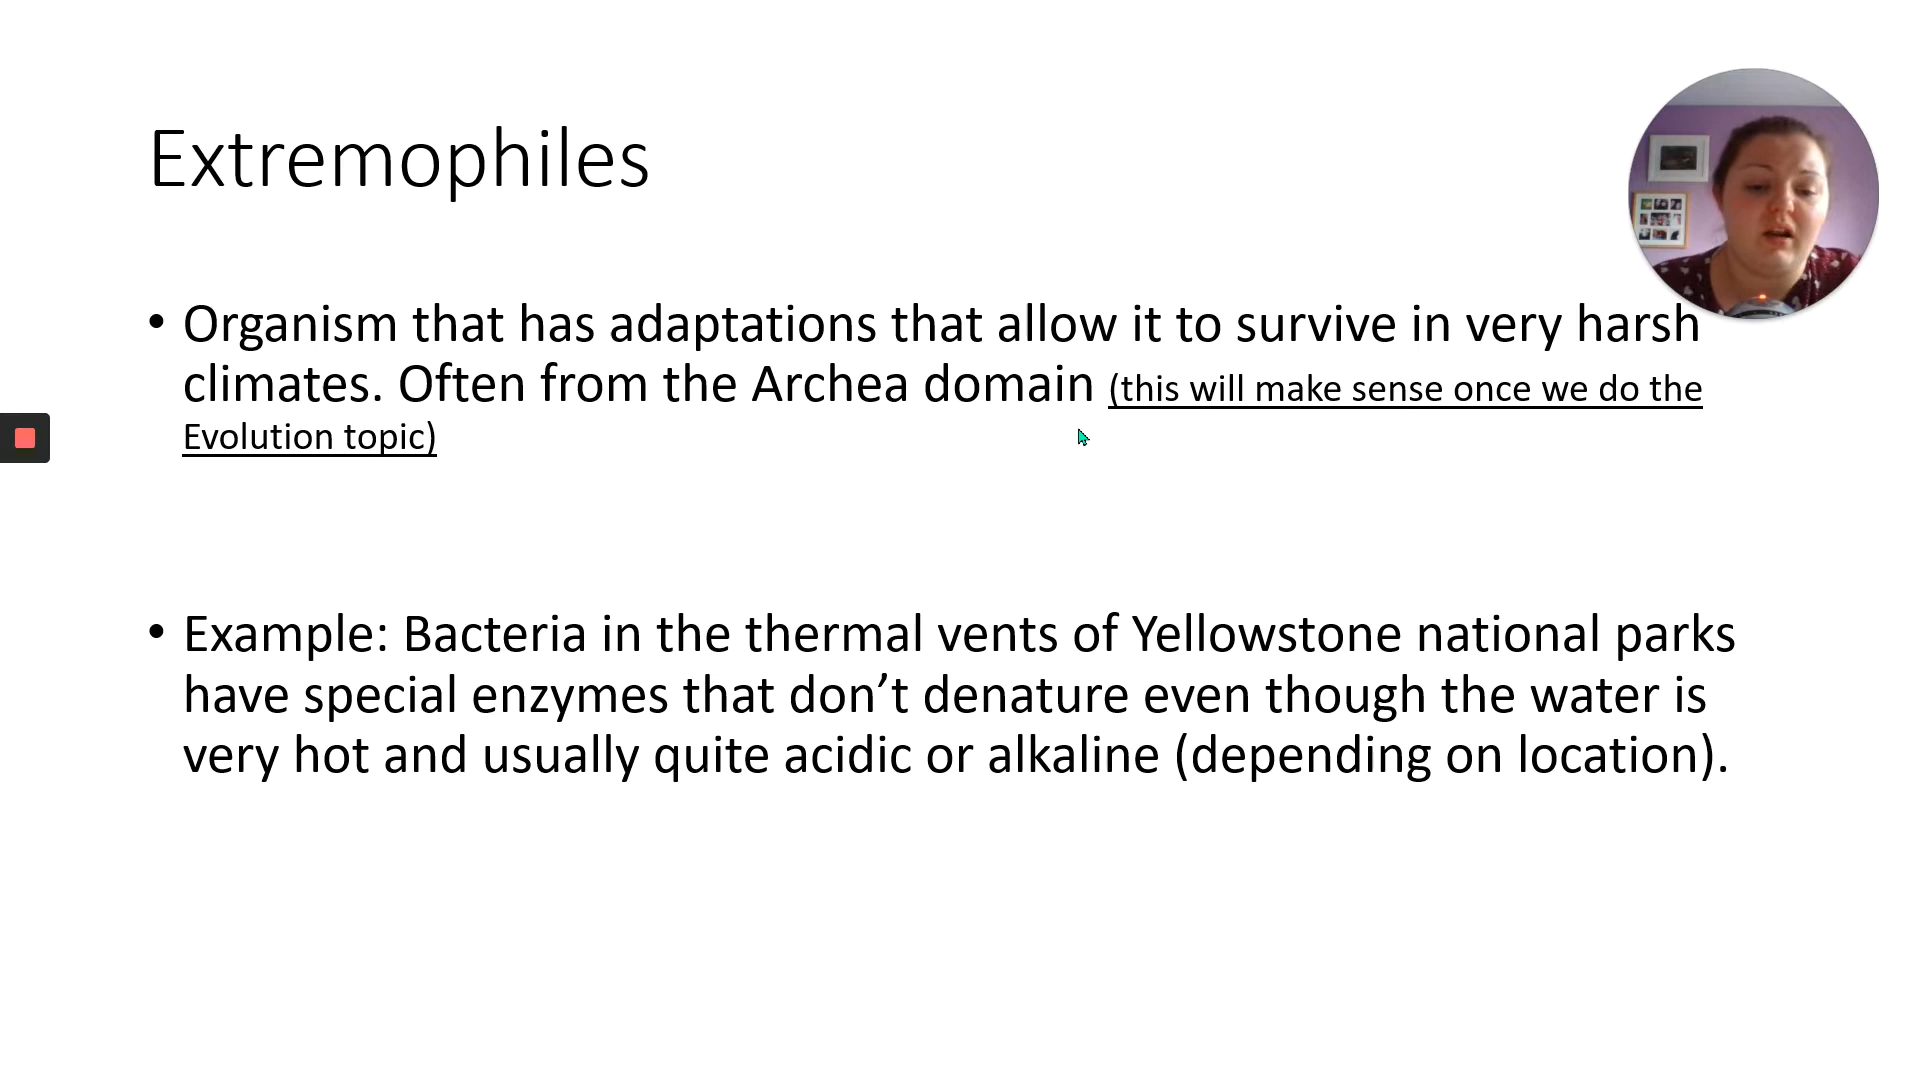 Extremophiles
• Organism that has adaptations that allow it to survive in very harsh
climates. Often from the Archea domain (this will make sense once we do the
Evolution topic)
• Example: Bacteria in the thermal vents of Yellowstone national parks
have special enzymes that don’t denature even though the water is
very hot and usually quite acidic or alkaline (depending on location).